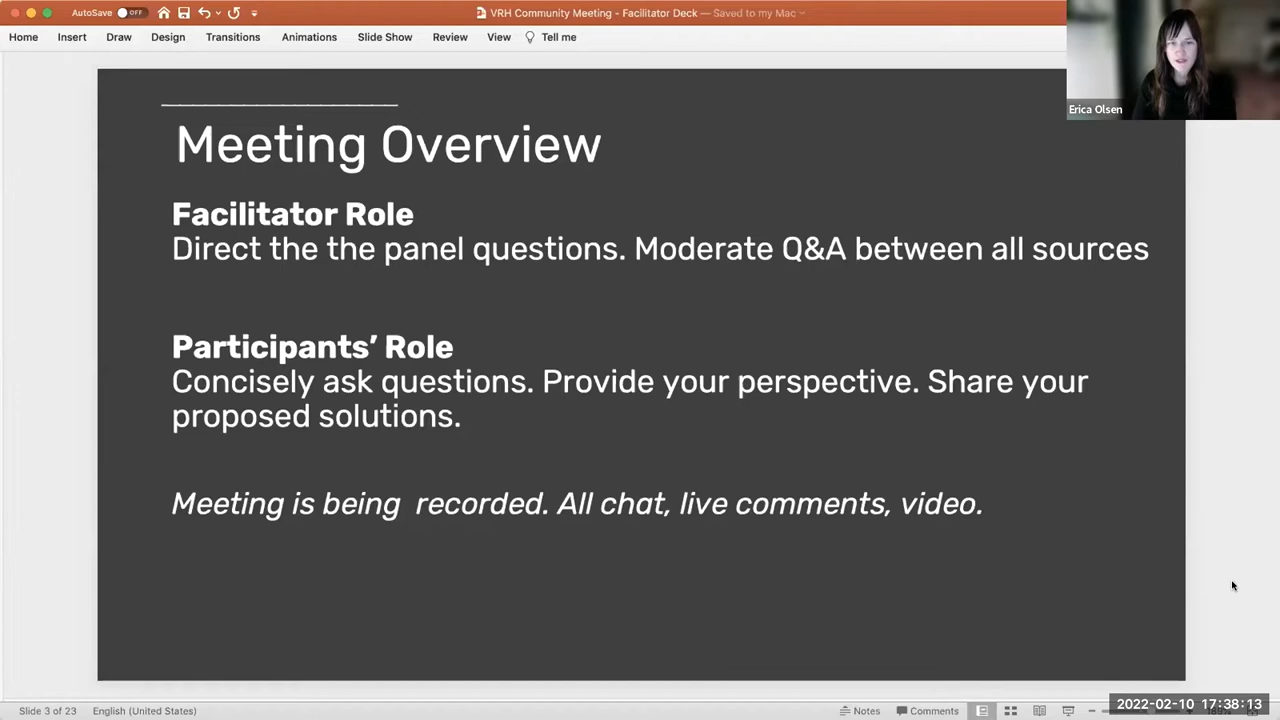 AutoSave OFF
VRH Community Meeting - Facilitator Deck — Saved to my Mac
Home Insert Draw Design Transitions Animations Slide Show Review View Tell me
Erica Olsen
Meeting Overview
Facilitator Role
Direct the the panel questions. Moderate Q&A between all sources
Participants’ Role
Concisely ask questions. Provide your perspective. Share your
proposed solutions.
Meeting is being recorded. All chat, live comments, video.
Slide 3 of 23 English (United States) Notes Comments
2022-02-10 17:38:13